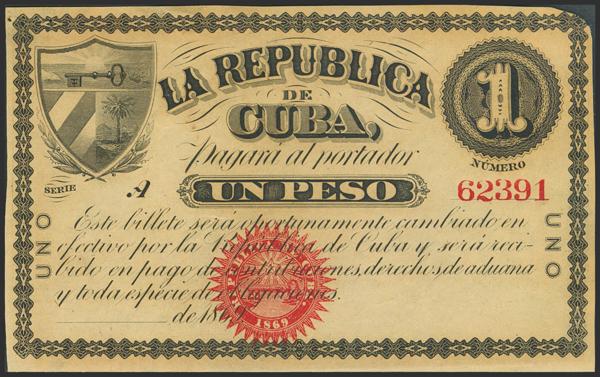 LA REPUBLICA
DE
CUBA,
Pagará al portador
UN PESO
1
NÚMERO
62391
SERIE A
UNO
UNO
Este billete será oportunamente cambiado en
efectivo por la República de Cuba y será reci-
bido en pago de contribuciones, derechos de aduana
y toda especie de obligaciones.
de 1869
1869